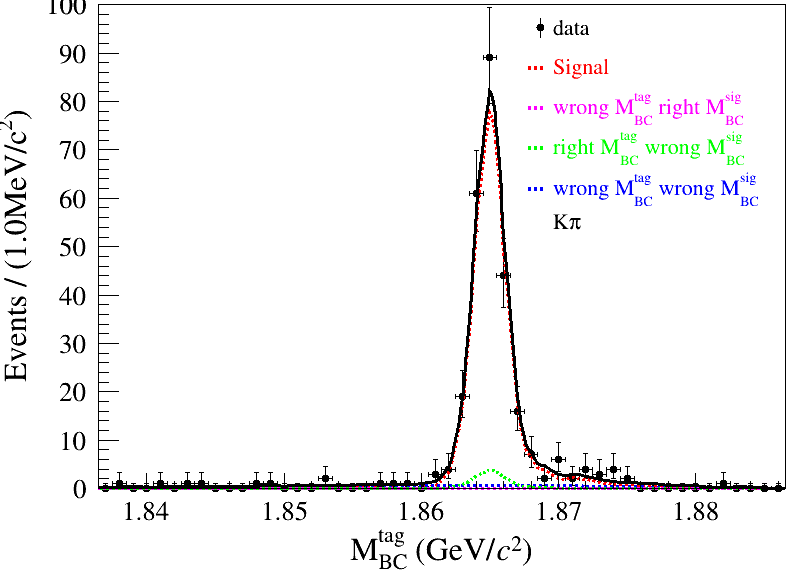 100
90
80
70
60
50
40
30
20
10
0
Events / (1.0MeV/c²)
data
Signal
wrong M_BC^tag right M_BC^sig
right M_BC^tag wrong M_BC^sig
wrong M_BC^tag wrong M_BC^sig
Kπ
1.84 1.85 1.86 1.87 1.88
M_BC^tag (GeV/c²)